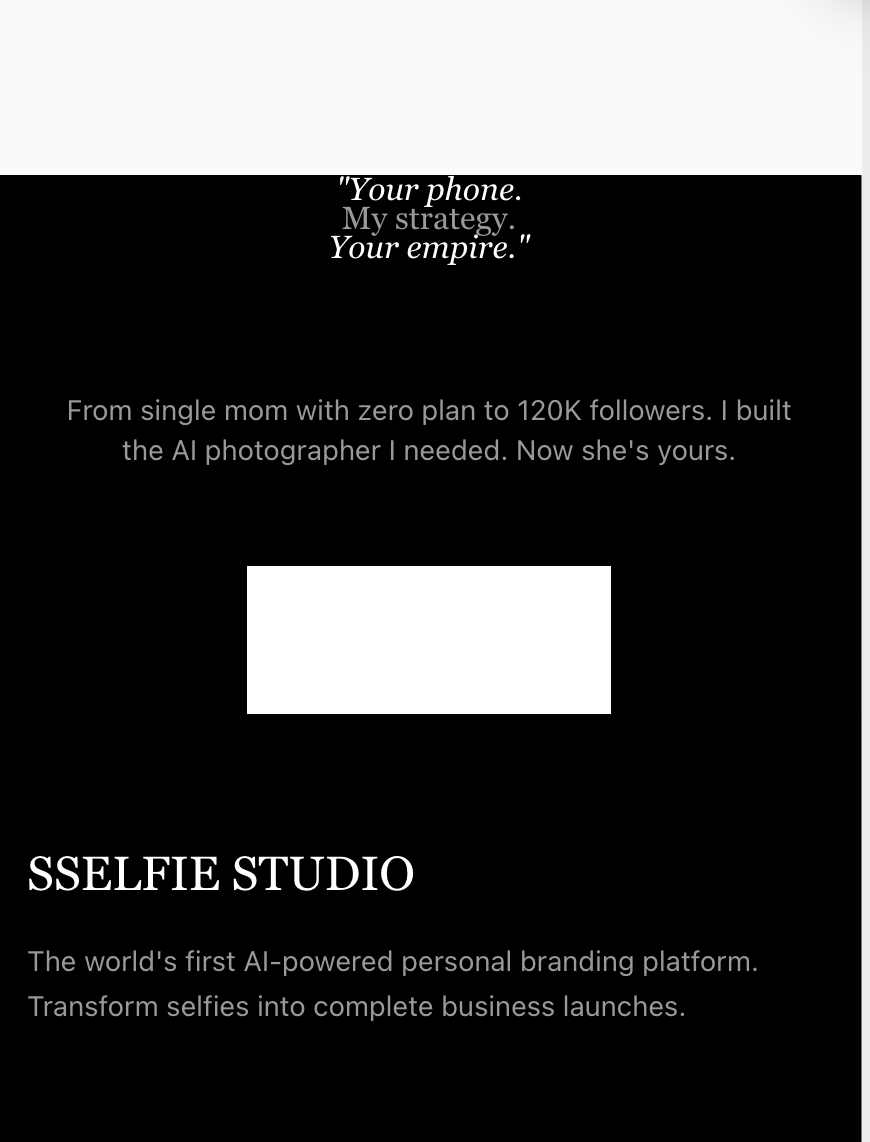 "Your phone.
My strategy.
Your empire."
From single mom with zero plan to 120K followers. I built
the AI photographer I needed. Now she's yours.
SSELFIE STUDIO
The world's first AI-powered personal branding platform.
Transform selfies into complete business launches.